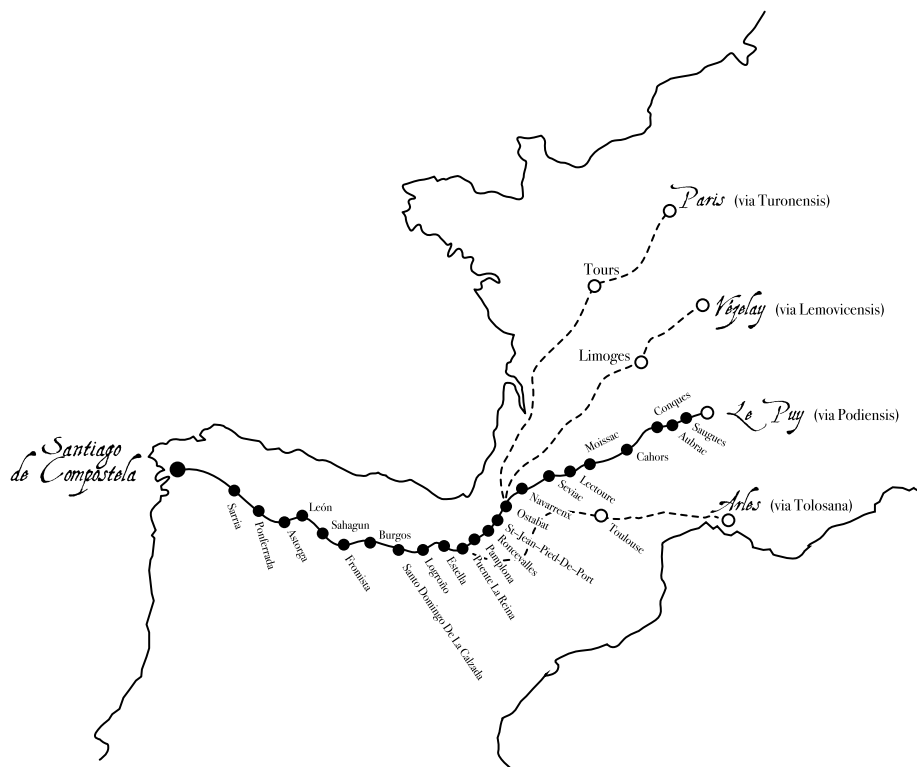 Paris (via Turonensis)
Tours
Vézelay (via Lemovicensis)
Limoges
Le Puy (via Podiensis)
Conques
Saugues
Aubrac
Moissac
Cahors
Lectoure
Seviac
Navarrenx
Arles (via Tolosana)
Toulouse
Ostabat
St-Jean-Pied-De-Port
Roncevalles
Pamplona
Puente La Reina
Estella
Logroño
Santo Domingo De La Calzada
Burgos
Fromista
Sahagun
León
Astorga
Ponferrada
Sarria
Santiago
de Compostela